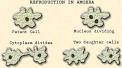 REPRODUCTION IN AMOEBA
Parent Cell
Nucleus dividing
Cytoplasm divides
Two daughter cells